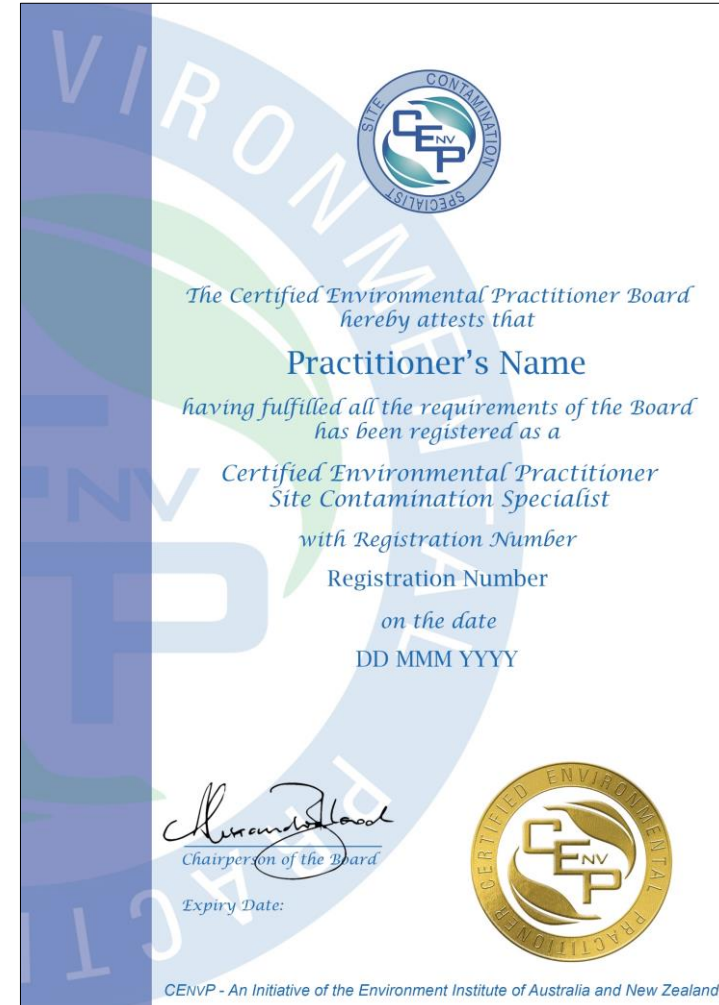 SITE CONTAMINATION SPECIALIST
CENVP
The Certified Environmental Practitioner Board
hereby attests that
Practitioner's Name
having fulfilled all the requirements of the Board
has been registered as a
Certified Environmental Practitioner
Site Contamination Specialist
with Registration Number
Registration Number
on the date
DD MMM YYYY
Chairperson of the Board
Expiry Date:
CERTIFIED ENVIRONMENTAL PRACTITIONER
CENVP
CENVP - An Initiative of the Environment Institute of Australia and New Zealand
VIRONMENTAL
PRACTI
ENV
P